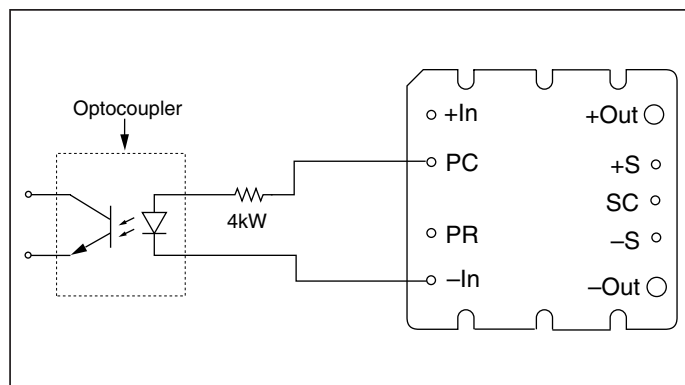 Optocoupler
4kW
+In
PC
PR
–In
+Out
+S
SC
–S
–Out